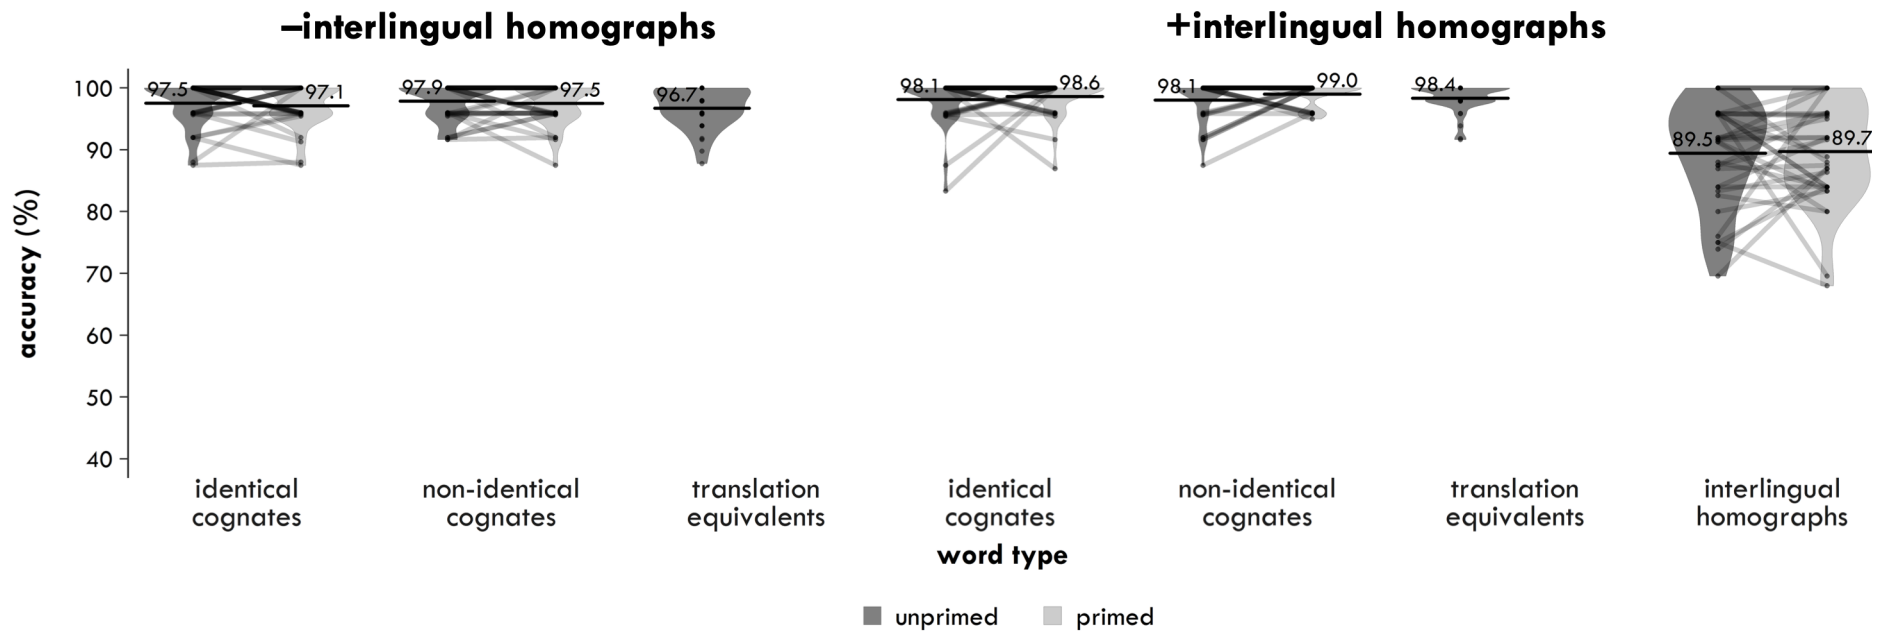 –interlingual homographs
+interlingual homographs
accuracy (%)
100
90
80
70
60
50
40
97.5
97.1
97.9
97.5
96.7
98.1
98.6
98.1
99.0
98.4
89.5
89.7
identical
cognates
non-identical
cognates
translation
equivalents
identical
cognates
non-identical
cognates
translation
equivalents
interlingual
homographs
word type
unprimed
primed